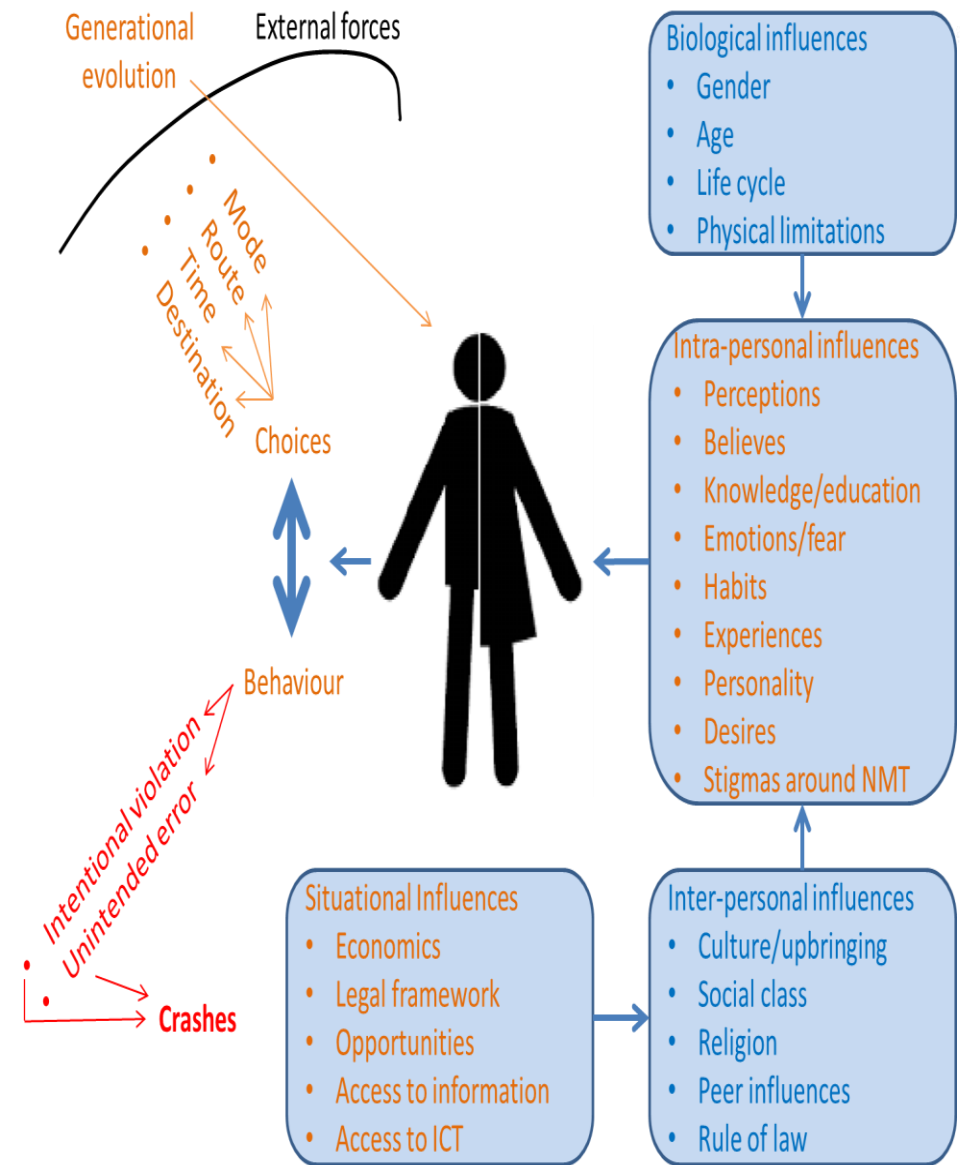 Generational
evolution
External forces
• Mode
• Route
• Time
• Destination
Choices
Behaviour
• Intentional violation
• Unintended error
Crashes
Biological influences
• Gender
• Age
• Life cycle
• Physical limitations
Intra-personal influences
• Perceptions
• Believes
• Knowledge/education
• Emotions/fear
• Habits
• Experiences
• Personality
• Desires
• Stigmas around NMT
Situational Influences
• Economics
• Legal framework
• Opportunities
• Access to information
• Access to ICT
Inter-personal influences
• Culture/upbringing
• Social class
• Religion
• Peer influences
• Rule of law